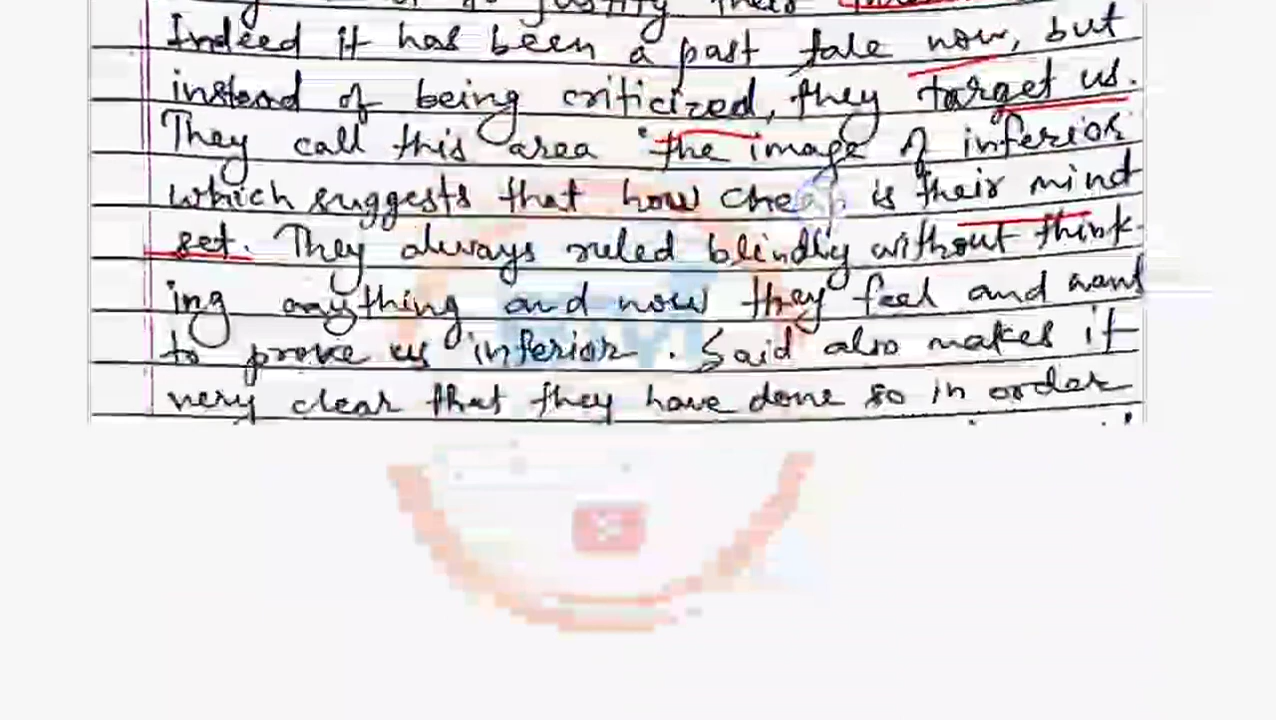 justify their
Indeed it has been a past tale now, but
instead of being criticized, they target us.
They call this area "the image of inferior
which suggests that how cheap is their mind
set. They always ruled blindly without think-
ing anything and now they feel and want
to prove us inferior. Said also makes it
very clear that they have done so in order